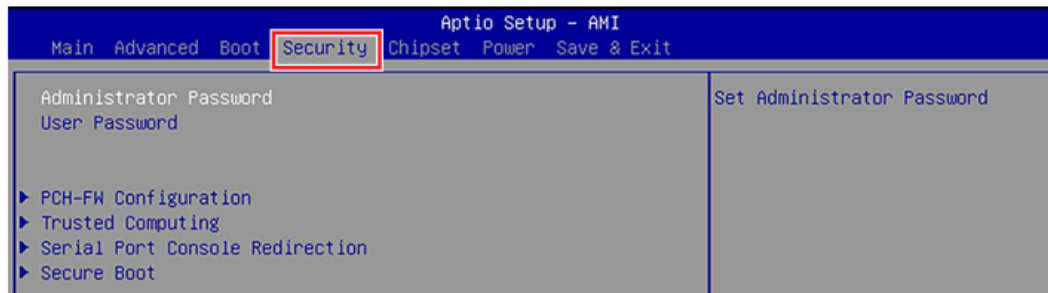 Aptio Setup - AMI
Main Advanced Boot Security Chipset Power Save & Exit
Administrator Password
Set Administrator Password
User Password
▶ PCH-FW Configuration
▶ Trusted Computing
▶ Serial Port Console Redirection
▶ Secure Boot